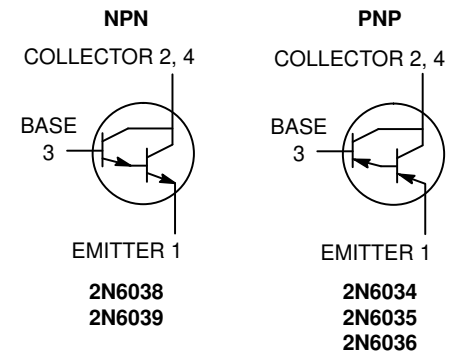 NPN
COLLECTOR 2, 4
BASE
3
EMITTER 1
2N6038
2N6039
PNP
COLLECTOR 2, 4
BASE
3
EMITTER 1
2N6034
2N6035
2N6036